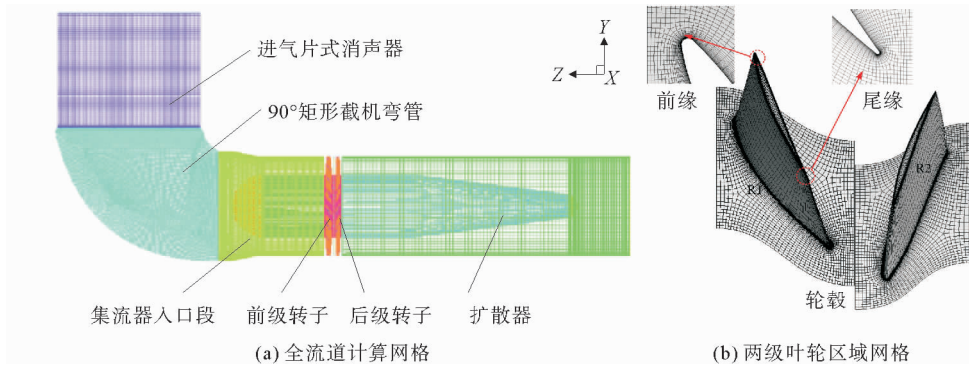 进气片式消声器
90°矩形截机弯管
Y
Z
X
集流器入口段
前级转子
后级转子
扩散器
(a) 全流道计算网格
前缘
尾缘
R1
R2
轮毂
(b) 两级叶轮区域网格